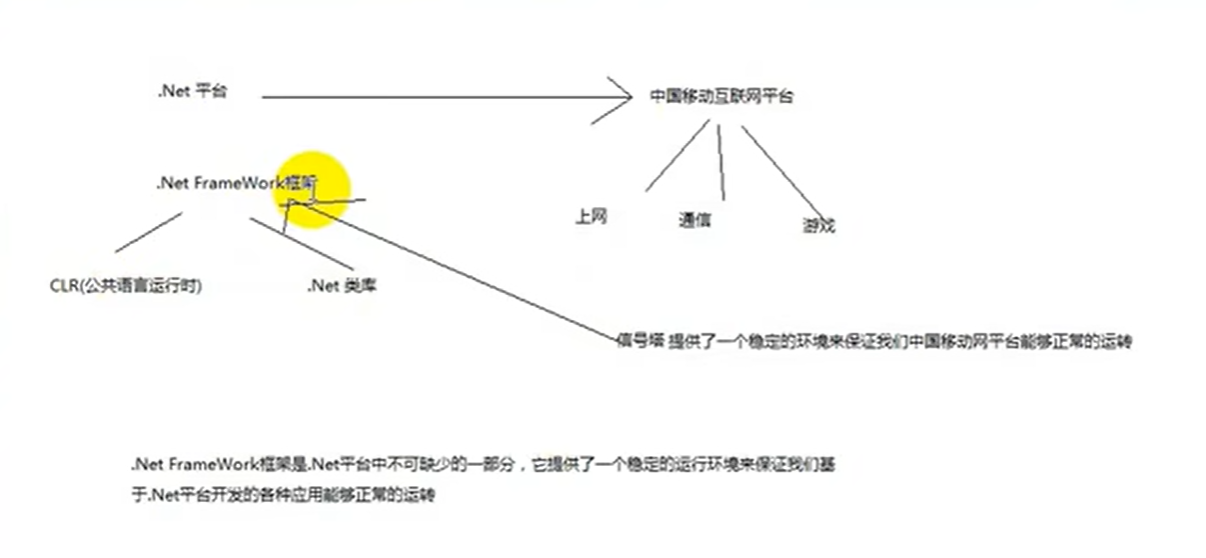 .Net 平台
中国移动互联网平台
.Net FrameWork框架
上网
通信
游戏
CLR(公共语言运行时)
.Net 类库
信号塔 提供了一个稳定的环境来保证我们中国移动网平台能够正常的运转
.Net FrameWork框架是.Net平台中不可缺少的一部分，它提供了一个稳定的运行环境来保证我们基
于.Net平台开发的各种应用能够正常的运转